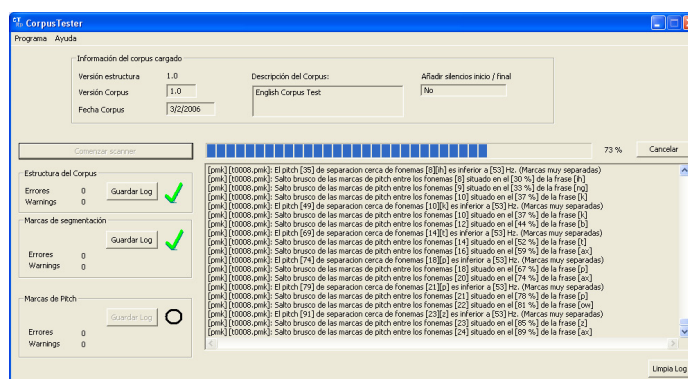 CorpusTester
Programa Ayuda
Información del corpus cargado
Versión estructura 1.0 Descripción del Corpus: Añadir silencios inicio / final
Versión Corpus 1.0 English Corpus Test No
Fecha Corpus 3/2/2006
Comenzar scanner 73 % Cancelar
Estructura del Corpus
Errores 0 Guardar Log
Warnings 0
Marcas de segmentación
Guardar Log
Errores 0
Warnings 0
Marcas de Pitch
Guardar Log
Errores 0
Warnings 0
[pmk] [t0008.pmk]: El pitch [35] de separacion cerca de fonemas [8][ih] es inferior a [53] Hz. (Marcas muy separadas)
[pmk] [t0008.pmk]: Salto brusco de las marcas de pitch entre los fonemas [8] situado en el [30 %] de la frase [ih]
[pmk] [t0008.pmk]: Salto brusco de las marcas de pitch entre los fonemas [9] situado en el [33 %] de la frase [ng]
[pmk] [t0008.pmk]: Salto brusco de las marcas de pitch entre los fonemas [10] situado en el [37 %] de la frase [k]
[pmk] [t0008.pmk]: El pitch [49] de separacion cerca de fonemas [10][k] es inferior a [53] Hz. (Marcas muy separadas)
[pmk] [t0008.pmk]: Salto brusco de las marcas de pitch entre los fonemas [10] situado en el [37 %] de la frase [k]
[pmk] [t0008.pmk]: Salto brusco de las marcas de pitch entre los fonemas [12] situado en el [44 %] de la frase [b]
[pmk] [t0008.pmk]: El pitch [69] de separacion cerca de fonemas [14][t] es inferior a [53] Hz. (Marcas muy separadas)
[pmk] [t0008.pmk]: Salto brusco de las marcas de pitch entre los fonemas [14] situado en el [52 %] de la frase [t]
[pmk] [t0008.pmk]: Salto brusco de las marcas de pitch entre los fonemas [16] situado en el [59 %] de la frase [ax]
[pmk] [t0008.pmk]: El pitch [74] de separacion cerca de fonemas [18][p] es inferior a [53] Hz. (Marcas muy separadas)
[pmk] [t0008.pmk]: Salto brusco de las marcas de pitch entre los fonemas [18] situado en el [67 %] de la frase [p]
[pmk] [t0008.pmk]: Salto brusco de las marcas de pitch entre los fonemas [20] situado en el [74 %] de la frase [ax]
[pmk] [t0008.pmk]: El pitch [79] de separacion cerca de fonemas [21][p] es inferior a [53] Hz. (Marcas muy separadas)
[pmk] [t0008.pmk]: Salto brusco de las marcas de pitch entre los fonemas [21] situado en el [78 %] de la frase [p]
[pmk] [t0008.pmk]: Salto brusco de las marcas de pitch entre los fonemas [22] situado en el [81 %] de la frase [ow]
[pmk] [t0008.pmk]: El pitch [91] de separacion cerca de fonemas [23][z] es inferior a [53] Hz. (Marcas muy separadas)
[pmk] [t0008.pmk]: Salto brusco de las marcas de pitch entre los fonemas [23] situado en el [85 %] de la frase [z]
[pmk] [t0008.pmk]: Salto brusco de las marcas de pitch entre los fonemas [24] situado en el [89 %] de la frase [ax]
Limpia Log